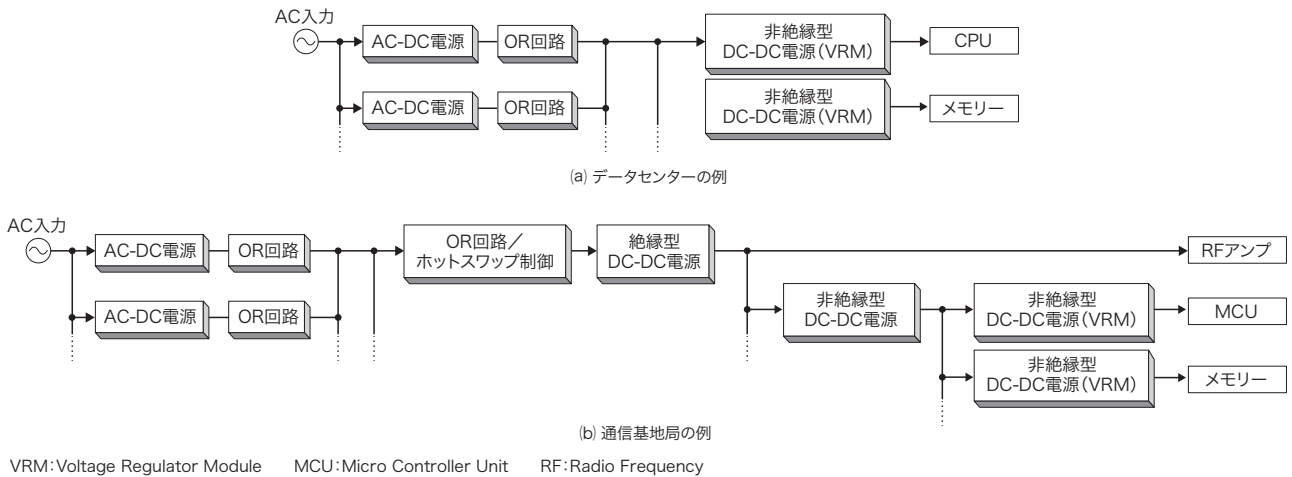 AC入力
AC-DC電源
OR回路
非絶縁型
DC-DC電源(VRM)
CPU
AC-DC電源
OR回路
非絶縁型
DC-DC電源(VRM)
メモリー
(a) データセンターの例
AC入力
AC-DC電源
OR回路
OR回路/
ホットスワップ制御
絶縁型
DC-DC電源
RFアンプ
AC-DC電源
OR回路
非絶縁型
DC-DC電源
非絶縁型
DC-DC電源(VRM)
MCU
非絶縁型
DC-DC電源(VRM)
メモリー
(b) 通信基地局の例
VRM:Voltage Regulator Module MCU:Micro Controller Unit RF:Radio Frequency